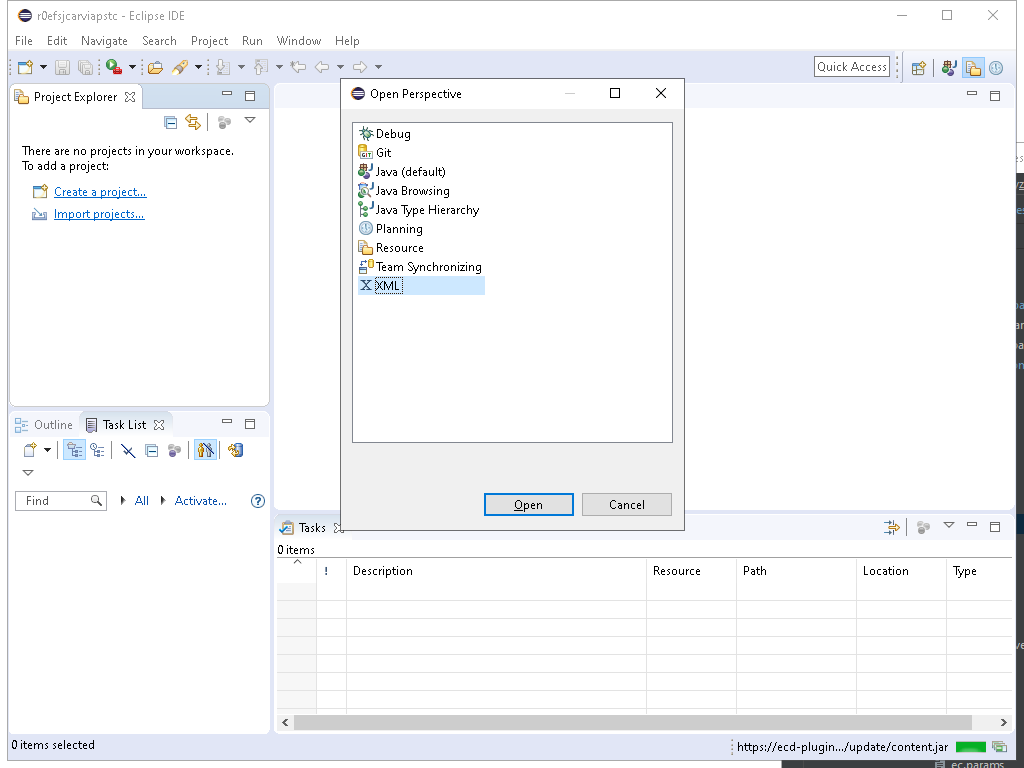 r0efsjcarviapstc - Eclipse IDE
File Edit Navigate Search Project Run Window Help
Quick Access
Project Explorer
There are no projects in your workspace.
To add a project:
Create a project...
Import projects...
Open Perspective
Debug
Git
Java (default)
Java Browsing
Java Type Hierarchy
Planning
Resource
Team Synchronizing
XML
Open Cancel
Outline Task List
Find All Activate...
Tasks
0 items
! Description Resource Path Location Type
0 items selected
https://ecd-plugin.../update/content.jar
ec.params